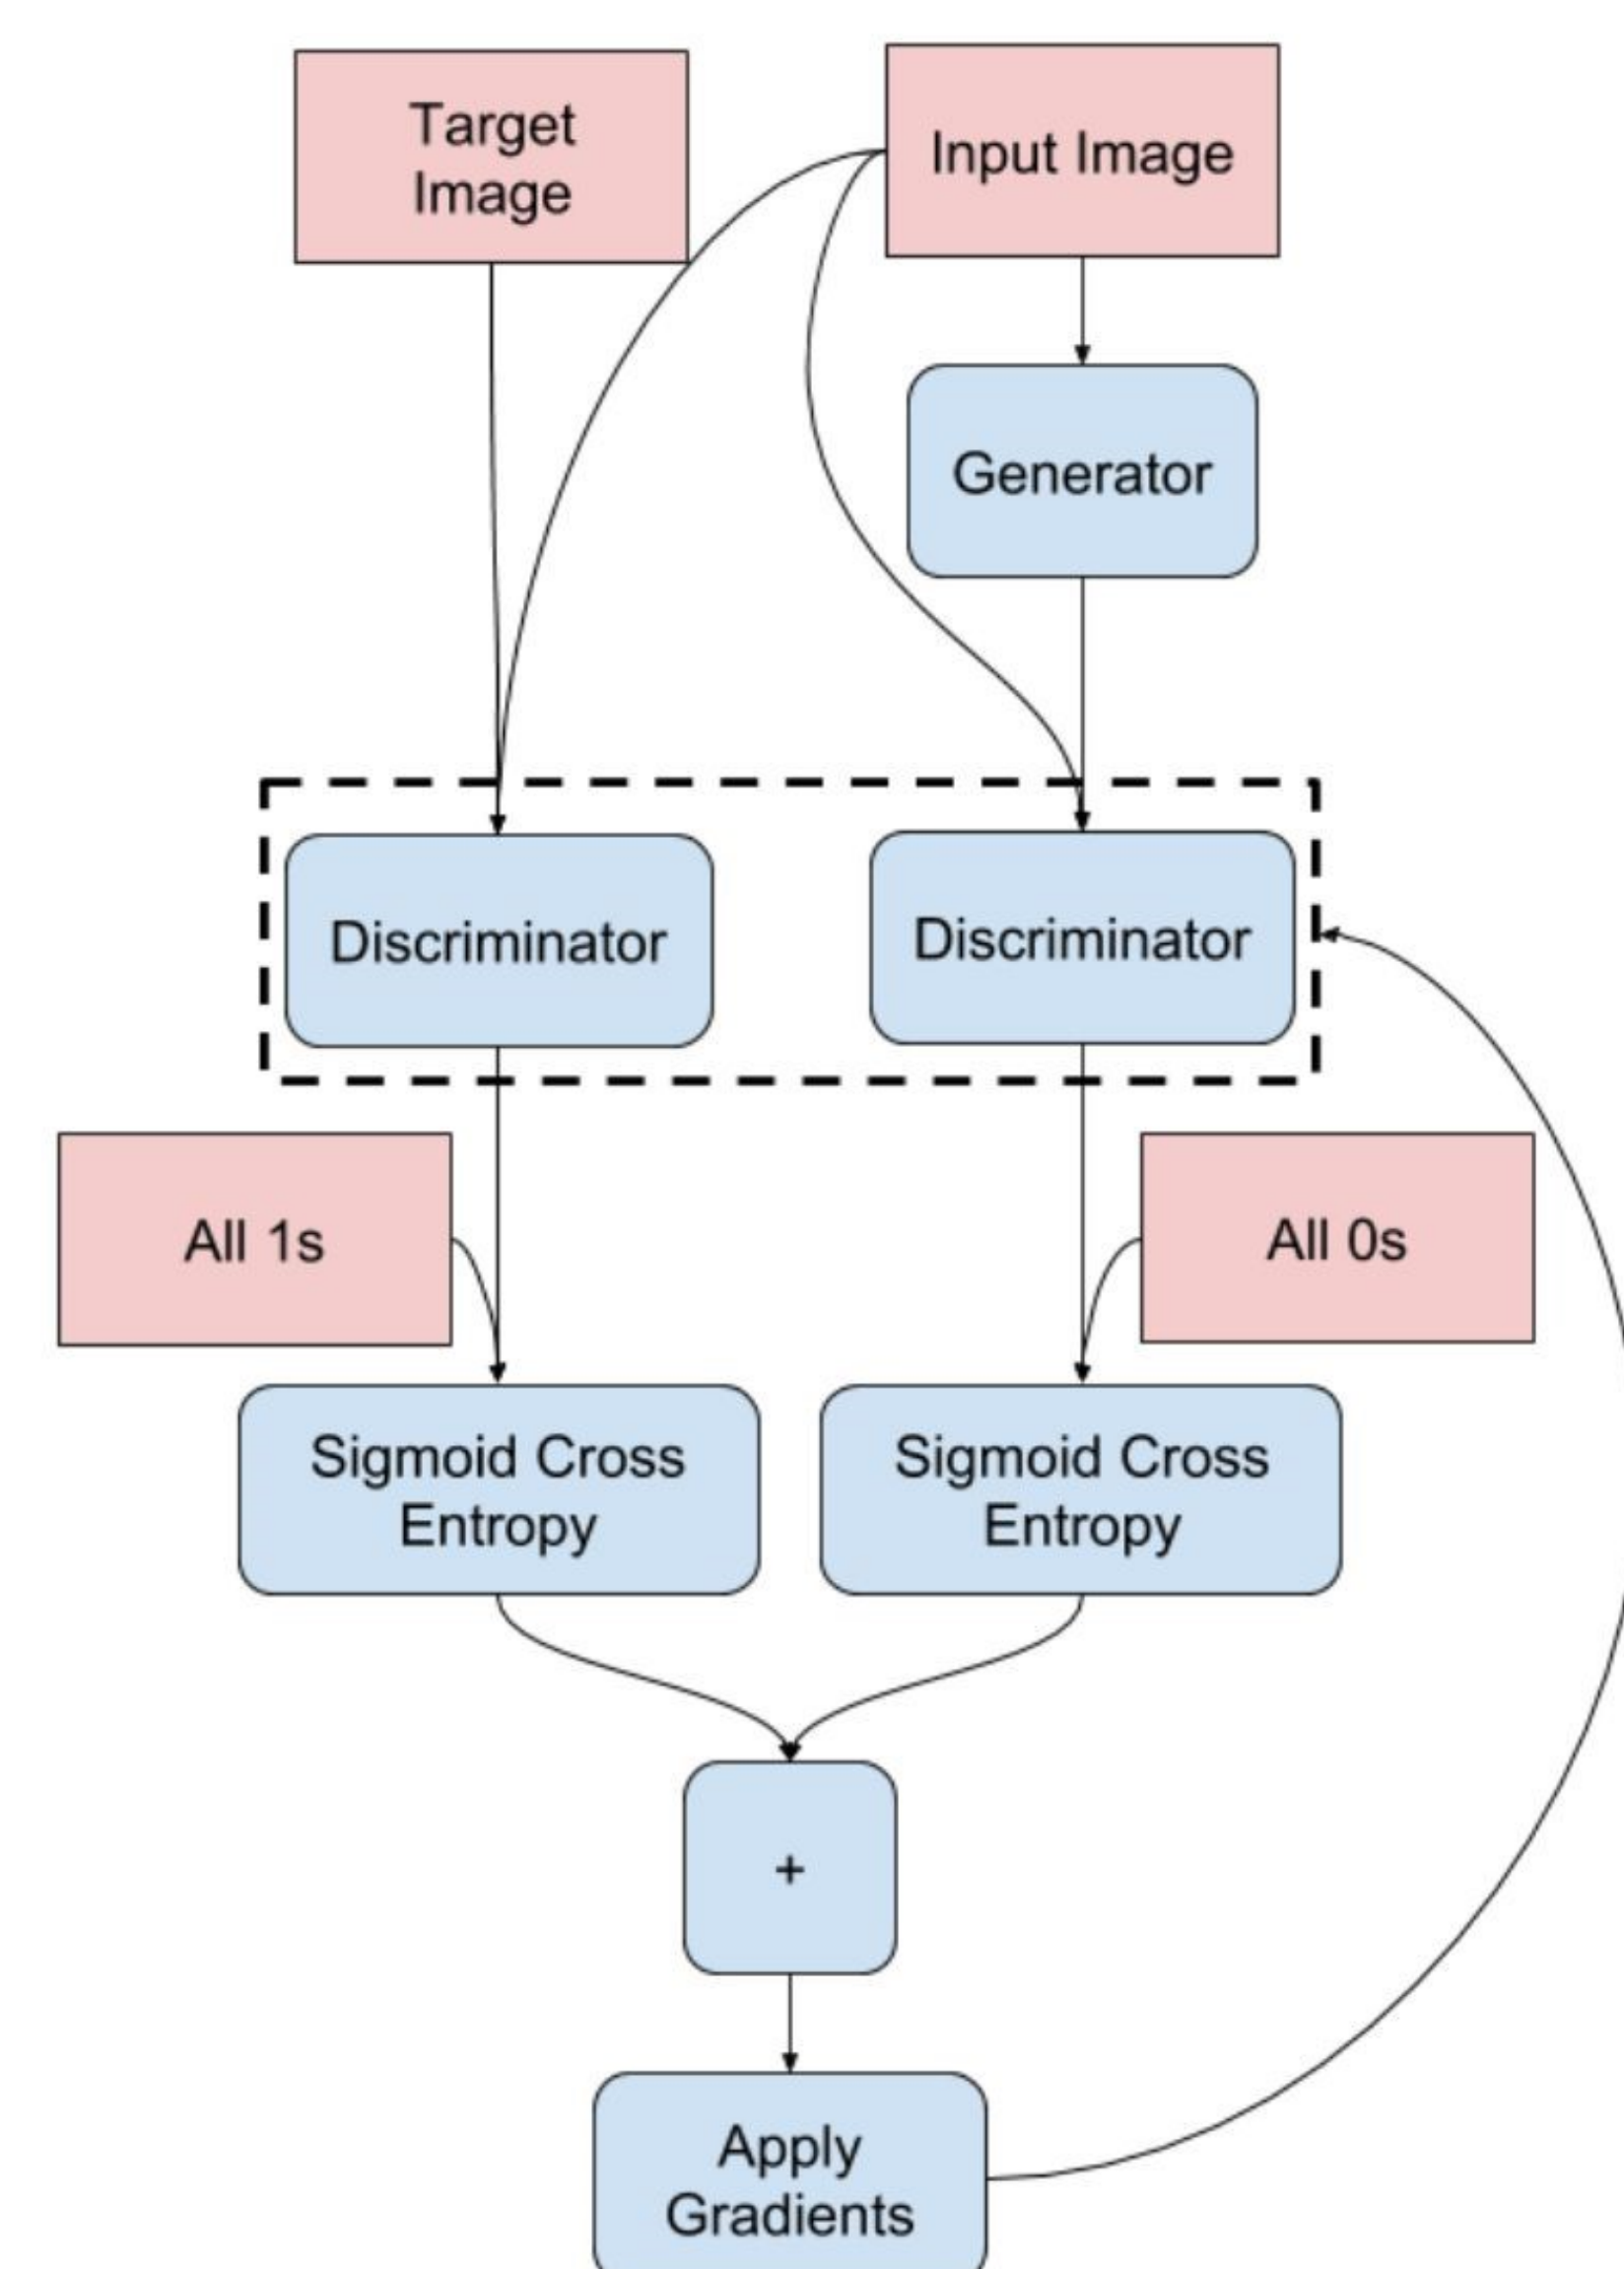 Target
Image
Input Image
Generator
Discriminator
Discriminator
All 1s
All 0s
Sigmoid Cross
Entropy
Sigmoid Cross
Entropy
+
Apply
Gradients